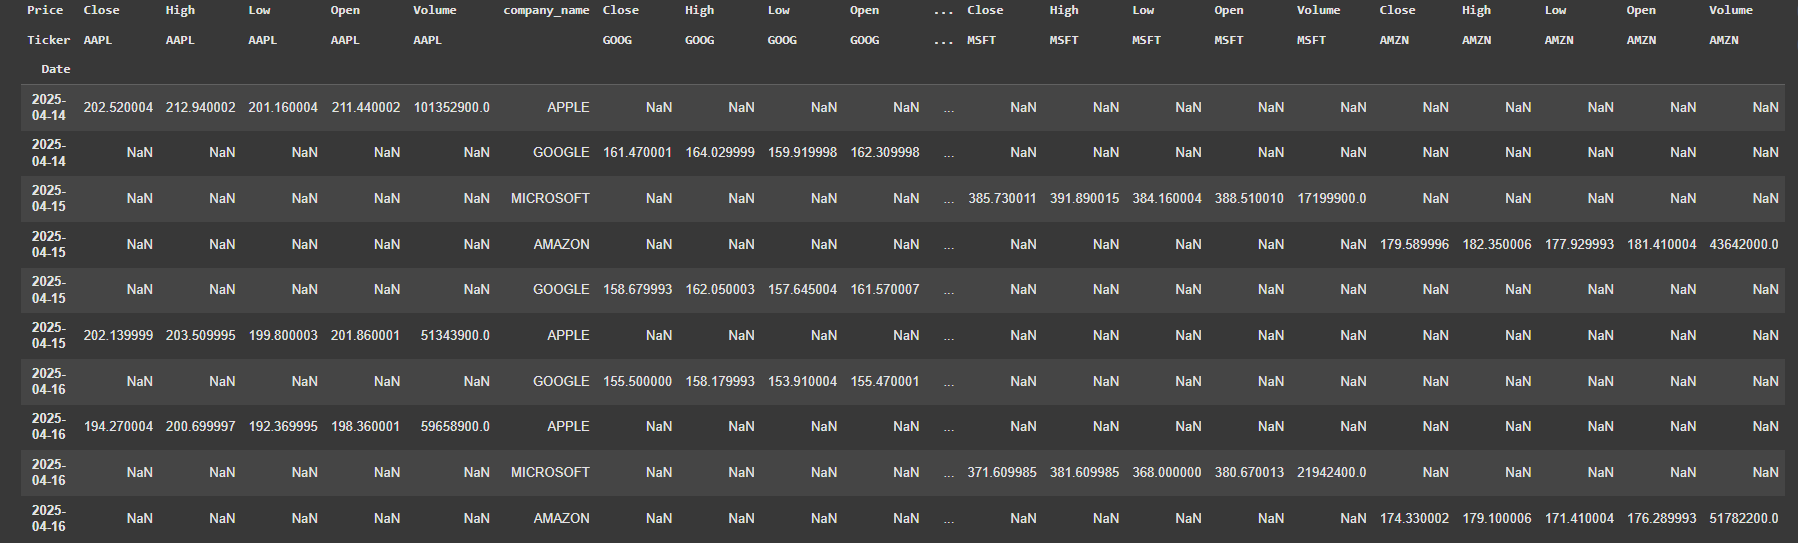 Price Close High Low Open Volume company_name Close High Low Open ... Close High Low Open Volume Close High Low Open Volume
Ticker AAPL AAPL AAPL AAPL AAPL GOOG GOOG GOOG GOOG ... MSFT MSFT MSFT MSFT MSFT AMZN AMZN AMZN AMZN AMZN
Date
2025-04-14 202.520004 212.940002 201.160004 211.440002 101352900.0 APPLE NaN NaN NaN NaN ... NaN NaN NaN NaN NaN NaN NaN NaN NaN NaN
2025-04-14 NaN NaN NaN NaN NaN GOOGLE 161.470001 164.029999 159.919998 162.309998 ... NaN NaN NaN NaN NaN NaN NaN NaN NaN NaN
2025-04-15 NaN NaN NaN NaN NaN MICROSOFT NaN NaN NaN NaN ... 385.730011 391.890015 384.160004 388.510010 17199900.0 NaN NaN NaN NaN NaN
2025-04-15 NaN NaN NaN NaN NaN AMAZON NaN NaN NaN NaN ... NaN NaN NaN NaN NaN 179.589996 182.350006 177.929993 181.410004 43642000.0
2025-04-15 NaN NaN NaN NaN NaN GOOGLE 158.679993 162.050003 157.645004 161.570007 ... NaN NaN NaN NaN NaN NaN NaN NaN NaN NaN
2025-04-15 202.139999 203.509995 199.800003 201.860001 51343900.0 APPLE NaN NaN NaN NaN ... NaN NaN NaN NaN NaN NaN NaN NaN NaN NaN
2025-04-16 NaN NaN NaN NaN NaN GOOGLE 155.500000 158.179993 153.910004 155.470001 ... NaN NaN NaN NaN NaN NaN NaN NaN NaN NaN
2025-04-16 194.270004 200.699997 192.369995 198.360001 59658900.0 APPLE NaN NaN NaN NaN ... NaN NaN NaN NaN NaN NaN NaN NaN NaN NaN
2025-04-16 NaN NaN NaN NaN NaN MICROSOFT NaN NaN NaN NaN ... 371.609985 381.609985 368.000000 380.670013 21942400.0 NaN NaN NaN NaN NaN
2025-04-16 NaN NaN NaN NaN NaN AMAZON NaN NaN NaN NaN ... NaN NaN NaN NaN NaN 174.330002 179.100006 171.410004 176.289993 51782200.0